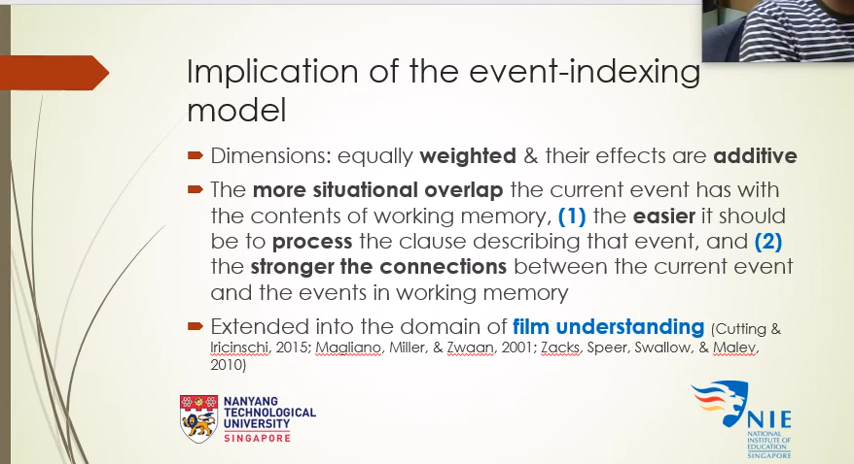 Implication of the event-indexing
model
Dimensions: equally weighted & their effects are additive
The more situational overlap the current event has with
the contents of working memory, (1) the easier it should
be to process the clause describing that event, and (2)
the stronger the connections between the current event
and the events in working memory
Extended into the domain of film understanding (Cutting &
Iricinschi, 2015; Magliano, Miller, & Zwaan, 2001; Zacks, Speer, Swallow, & Malev,
2010)
NANYANG
TECHNOLOGICAL
UNIVERSITY
SINGAPORE
NIE
NATIONAL
INSTITUTE OF
EDUCATION
SINGAPORE